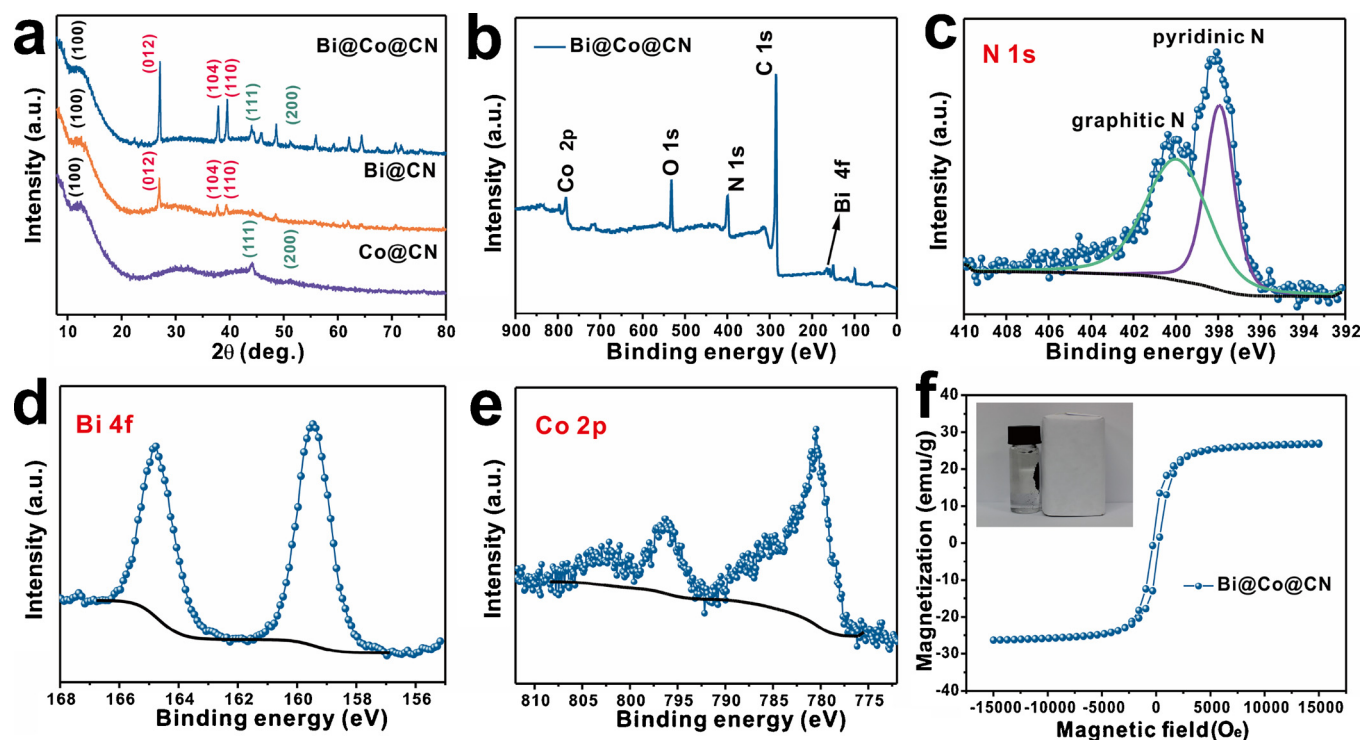 a
Intensity (a.u.)
(100)
(012)
(104)
(110)
(111)
(200)
Bi@Co@CN
(100)
(012)
(104)
(110)
Bi@CN
(100)
(111)
(200)
Co@CN
10 20 30 40 50 60 70 80
2θ (deg.)
b
Intensity (a.u.)
Bi@Co@CN
Co 2p
O 1s
N 1s
C 1s
Bi 4f
900 800 700 600 500 400 300 200 100 0
Binding energy (eV)
c
Intensity (a.u.)
N 1s
pyridinic N
graphitic N
410 408 406 404 402 400 398 396 394 392
Binding energy (eV)
d
Intensity (a.u.)
Bi 4f
168 166 164 162 160 158 156
Binding energy (eV)
e
Intensity (a.u.)
Co 2p
810 805 800 795 790 785 780 775
Binding energy (eV)
f
Magnetization (emu/g)
40
30
20
10
0
-10
-20
-30
-40
Bi@Co@CN
-15000 -10000 -5000 0 5000 10000 15000
Magnetic field(Oe)